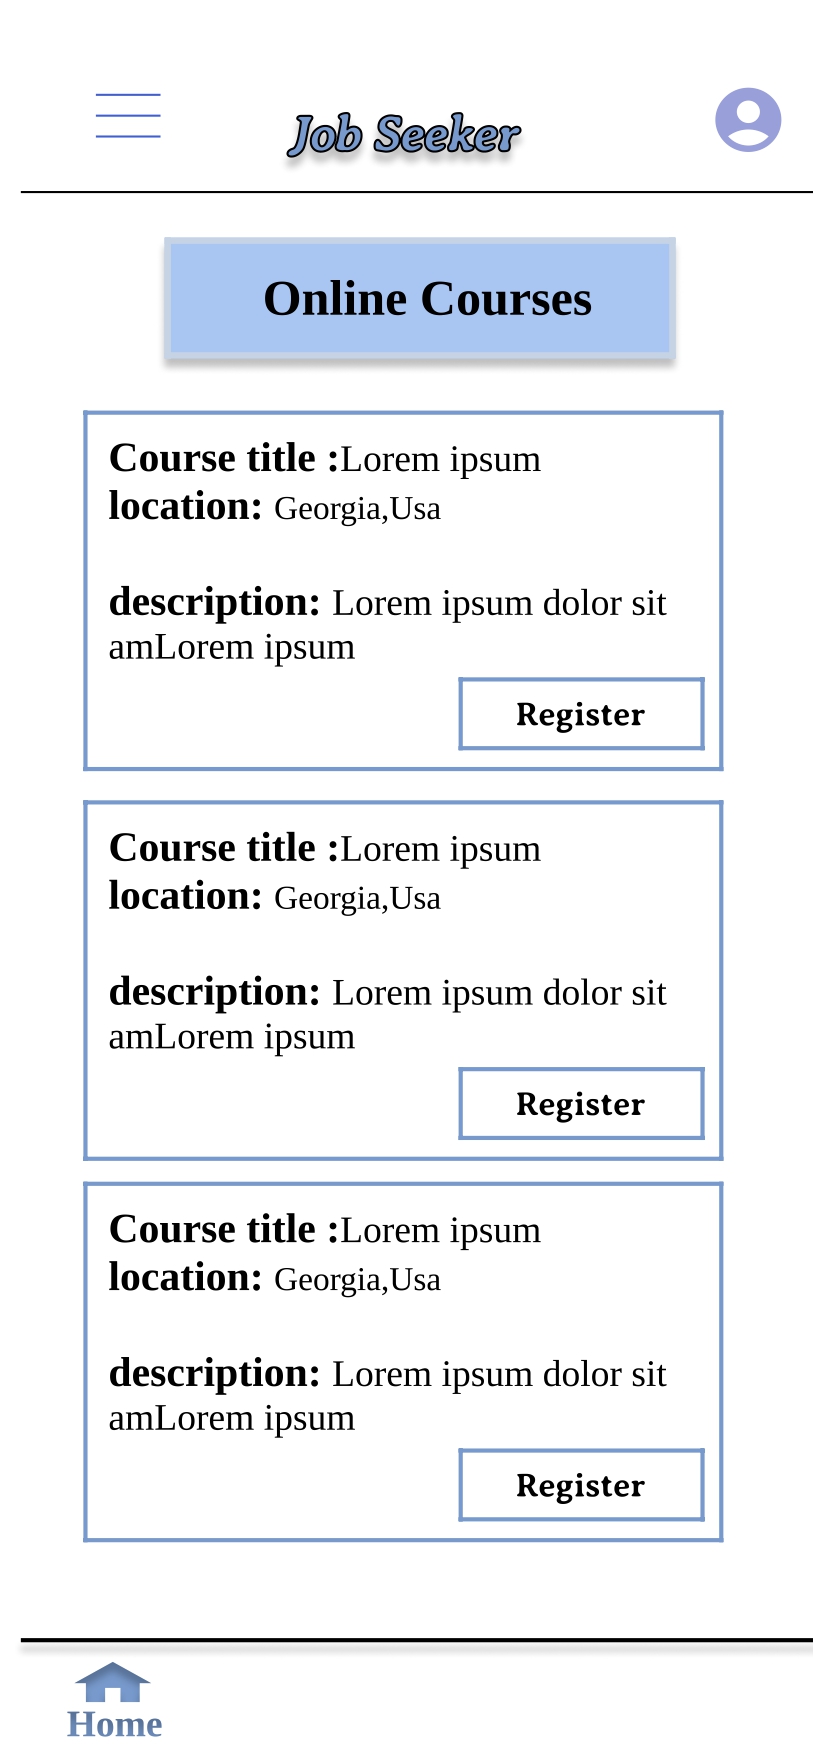 Job Seeker
Online Courses
Course title :Lorem ipsum
location: Georgia,Usa
description: Lorem ipsum dolor sit
amLorem ipsum
Register
Course title :Lorem ipsum
location: Georgia,Usa
description: Lorem ipsum dolor sit
amLorem ipsum
Register
Course title :Lorem ipsum
location: Georgia,Usa
description: Lorem ipsum dolor sit
amLorem ipsum
Register
Home